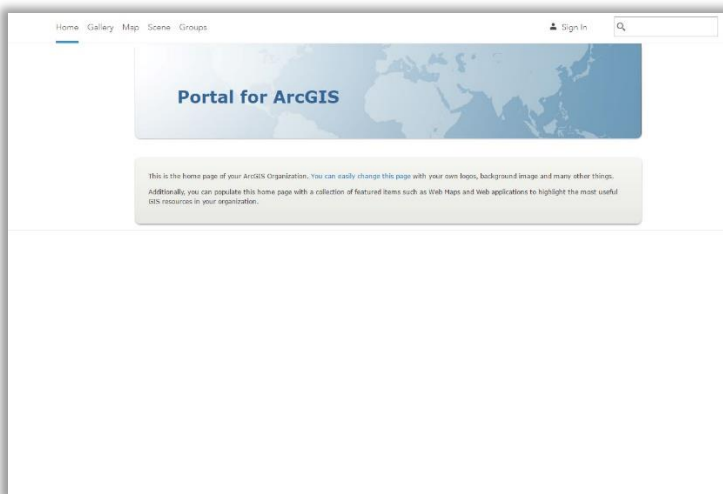 Home Gallery Map Scene Groups Sign In
Portal for ArcGIS
This is the home page of your ArcGIS Organization. You can easily change this page with your own logos, background image and many other things.
Additionally, you can populate this home page with a collection of featured items such as Web Maps and Web applications to highlight the most useful
GIS resources in your organization.